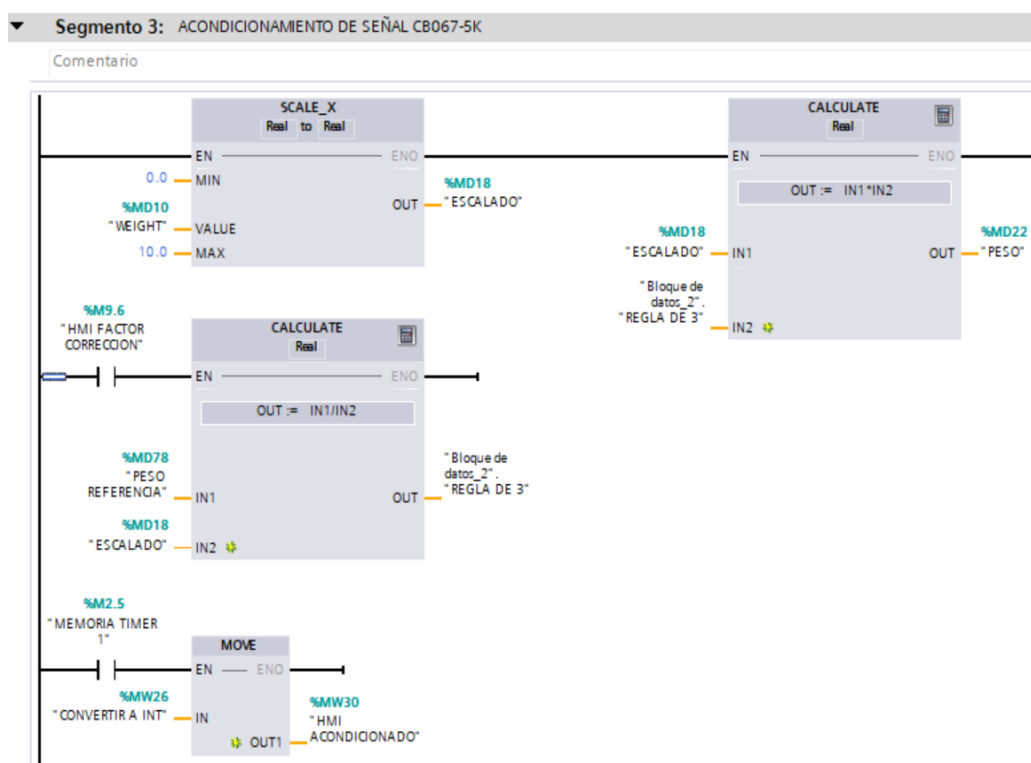 Segmento 3: ACONDICIONAMIENTO DE SEÑAL CB067-5K
Comentario
SCALE_X
Real to Real
EN
ENO
0.0
MIN
%MD10
"WEIGHT"
VALUE
10.0
MAX
OUT
%MD18
"ESCALADO"
CALCULATE
Real
EN
ENO
OUT := IN1*IN2
%MD18
"ESCALADO"
IN1
"Bloque de
datos_2".
"REGLA DE 3"
IN2
OUT
%MD22
"PESO"
%M9.6
"HMI FACTOR
CORRECCION"
CALCULATE
Real
EN
ENO
OUT := IN1/IN2
%MD78
"PESO
REFERENCIA"
IN1
%MD18
"ESCALADO"
IN2
OUT
"Bloque de
datos_2".
"REGLA DE 3"
%M2.5
"MEMORIA TIMER
1"
MOVE
EN
ENO
%MW26
"CONVERTIR A INT"
IN
OUT1
%MW30
"HMI
ACONDICIONADO"